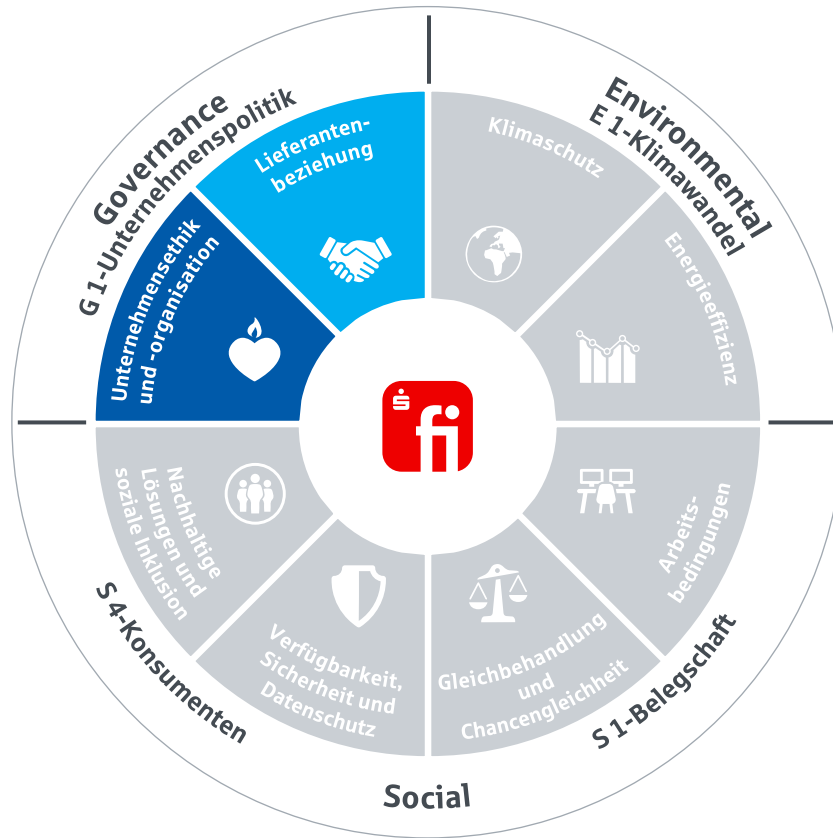 Governance
G 1-Unternehmenspolitik
Environmental
E 1-Klimawandel
Lieferanten-
beziehung
Klimaschutz
Unternehmensethik
und -organisation
Energieeffizienz
fi
Nachhaltige
Lösungen und
soziale Inklusion
Arbeits-
bedingungen
Verfügbarkeit,
Sicherheit und
Datenschutz
Gleichbehandlung
und
Chancengleichheit
S 4-Konsumenten
S 1-Belegschaft
Social